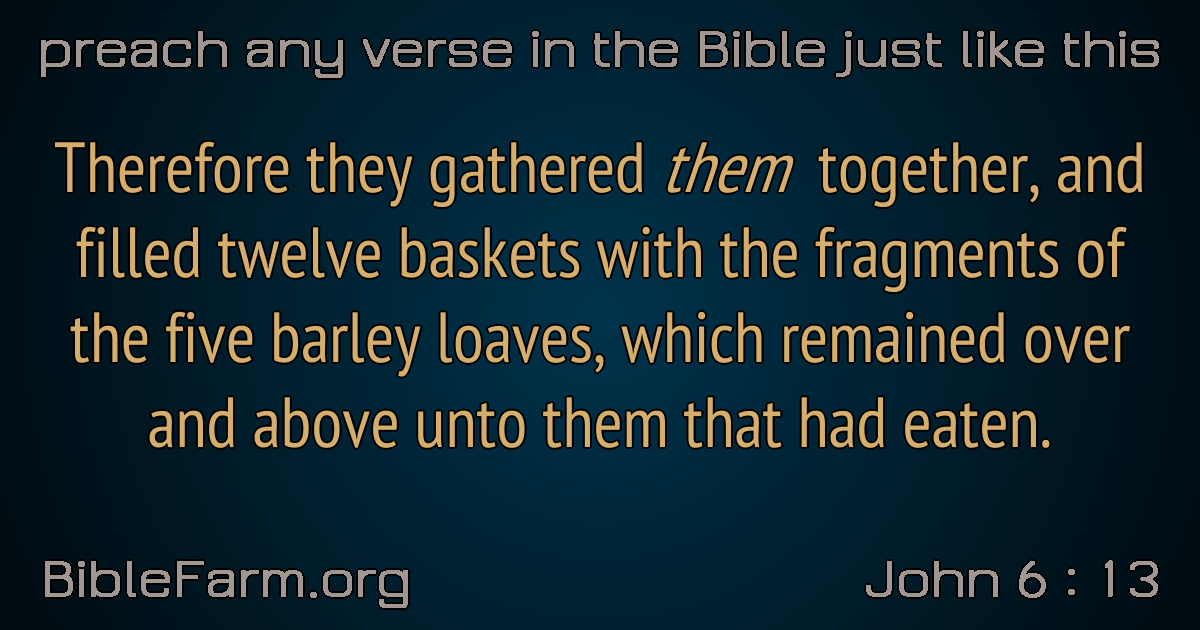 preach any verse in the Bible just like this
Therefore they gathered them together, and
filled twelve baskets with the fragments of
the five barley loaves, which remained over
and above unto them that had eaten.
BibleFarm.org
John 6 : 13